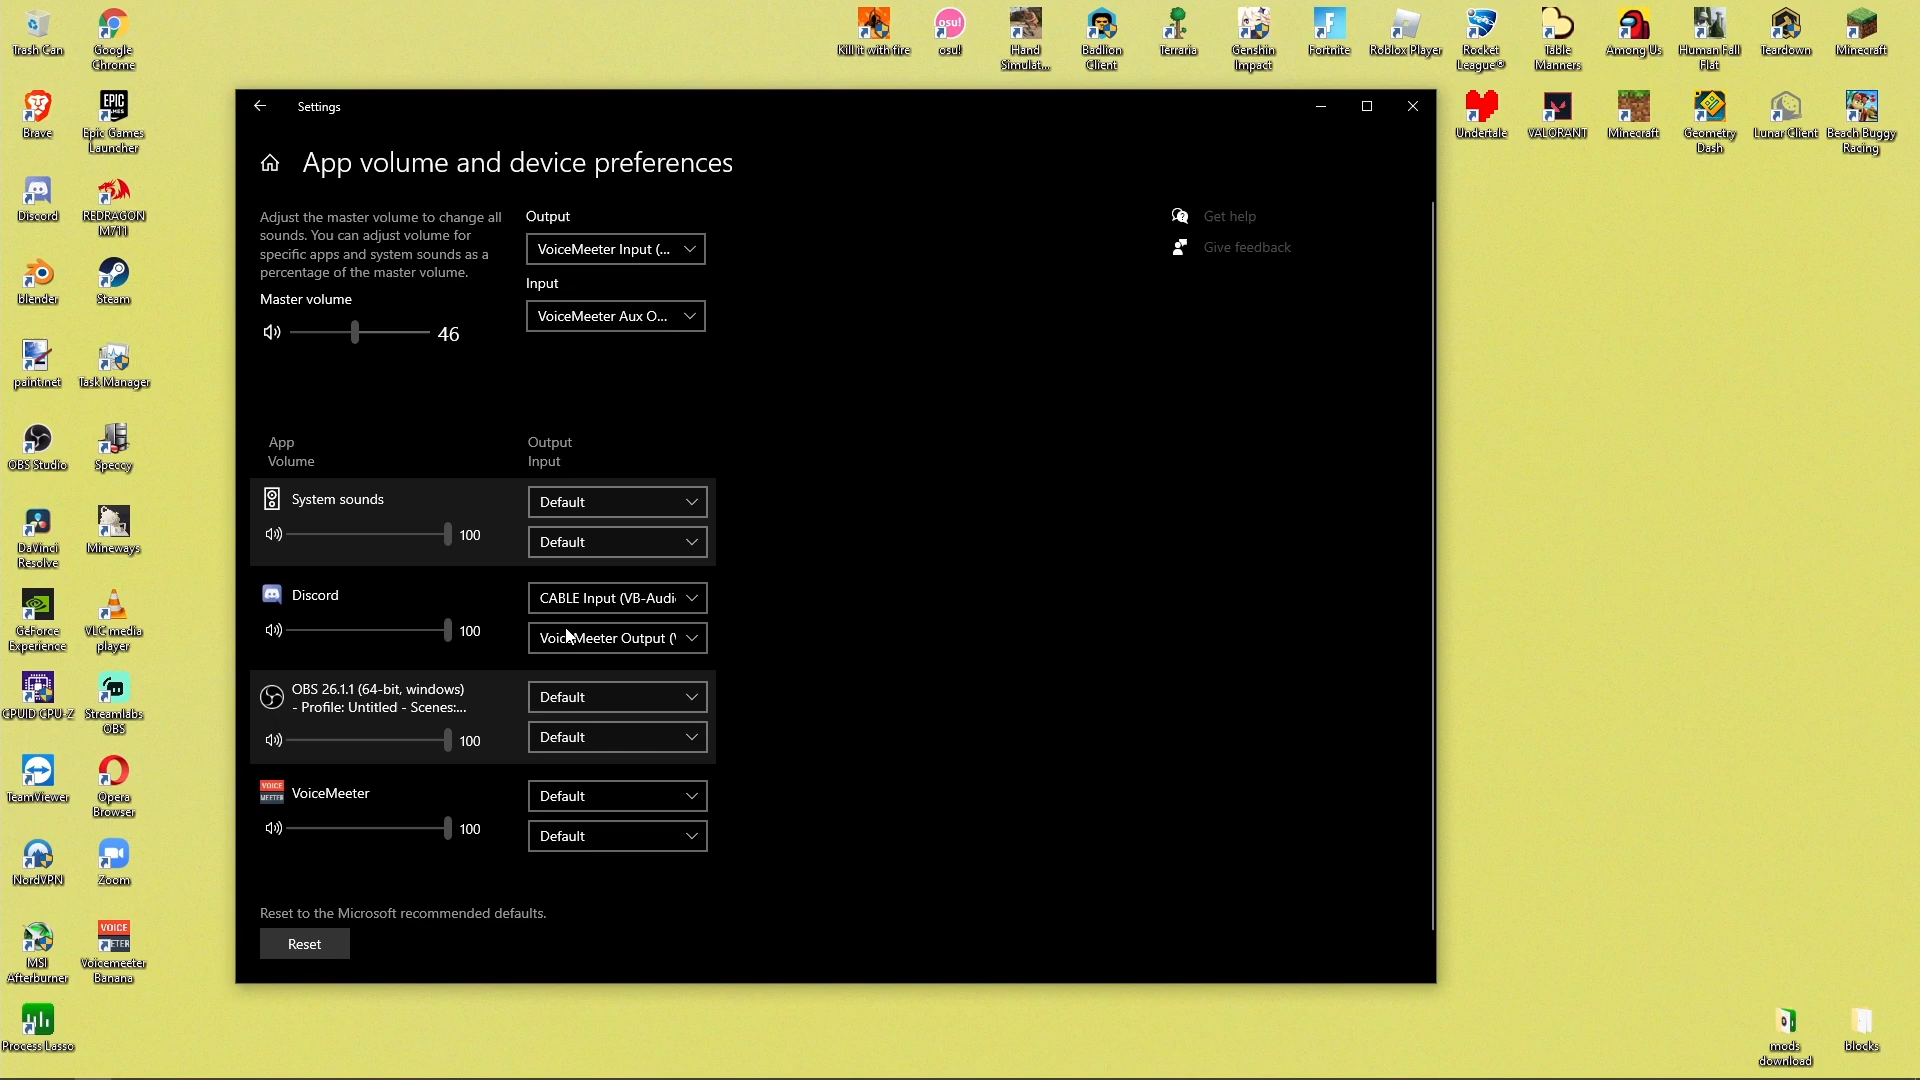 Trash Can
Google
Chrome
Kill it with fire
osu!
osu!
Hand
Simulat...
Badlion
Client
Terraria
Genshin
Impact
Fortnite
Roblox Player
Rocket
League®
Table
Manners
Among Us
Human Fall
Flat
Teardown
Minecraft
Brave
EPIC
GAMES
Epic Games
Launcher
Undertale
VALORANT
Minecraft
Geometry
Dash
Lunar Client
Beach Buggy
Racing
Discord
REDRAGON
M711
blender
Steam
paint.net
Task Manager
OBS Studio
Speccy
DaVinci
Resolve
Mineways
GeForce
Experience
VLC media
player
CPUID CPU-Z
Streamlabs
OBS
TeamViewer
Opera
Browser
NordVPN
Zoom
MSI
Afterburner
VOICE
Voicemeeter
Banana
Process Lasso
mods
download
blocks
Settings
App volume and device preferences
Adjust the master volume to change all
sounds. You can adjust volume for
specific apps and system sounds as a
percentage of the master volume.
Master volume
46
Output
VoiceMeeter Input (...
Input
VoiceMeeter Aux O...
Get help
Give feedback
App
Volume
Output
Input
System sounds
100
Default
Default
Discord
100
CABLE Input (VB-Audi
VoiceMeeter Output (
OBS 26.1.1 (64-bit, windows)
- Profile: Untitled - Scenes:...
100
Default
Default
VOICE
MEETER
VoiceMeeter
100
Default
Default
Reset to the Microsoft recommended defaults.
Reset